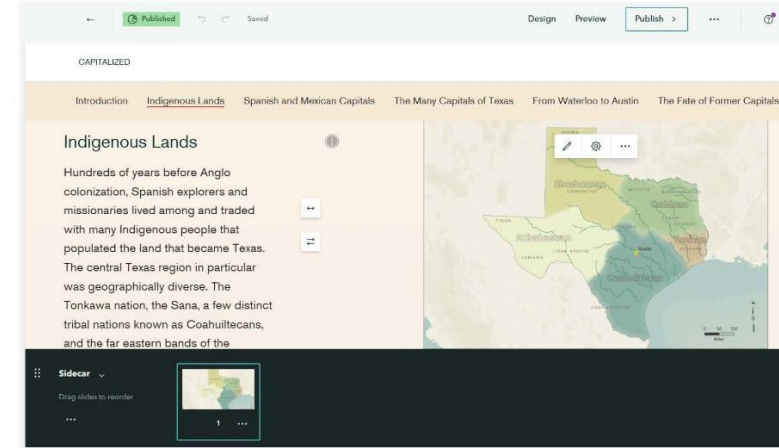 Published
Saved
Design
Preview
Publish
CAPITALIZED
Introduction
Indigenous Lands
Spanish and Mexican Capitals
The Many Capitals of Texas
From Waterloo to Austin
The Fate of Former Capitals
Indigenous Lands
Hundreds of years before Anglo
colonization, Spanish explorers and
missionaries lived among and traded
with many Indigenous people that
populated the land that became Texas.
The central Texas region in particular
was geographically diverse. The
Tonkawa nation, the Sana, a few distinct
tribal nations known as Coahuiltecans,
and the far eastern bands of the
Athabascan
Austin
Sidecar
Drag slides to reorder
1